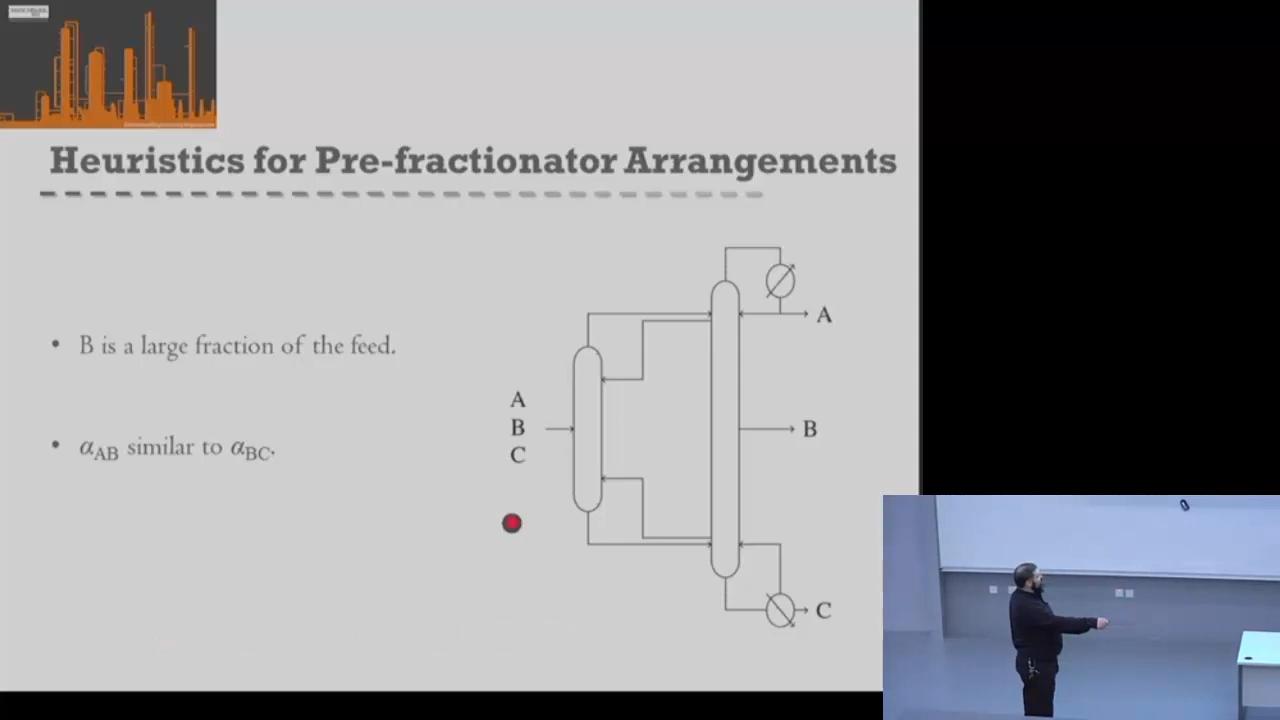 Heuristics for Pre-fractionator Arrangements
• B is a large fraction of the feed.
• αAB similar to αBC.
A
B
C
A
B
C